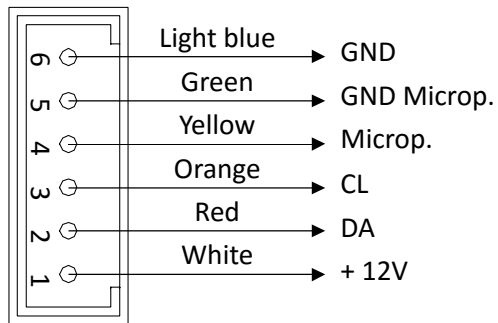 6 Light blue GND
5 Green GND Microp.
4 Yellow Microp.
3 Orange CL
2 Red DA
1 White + 12V